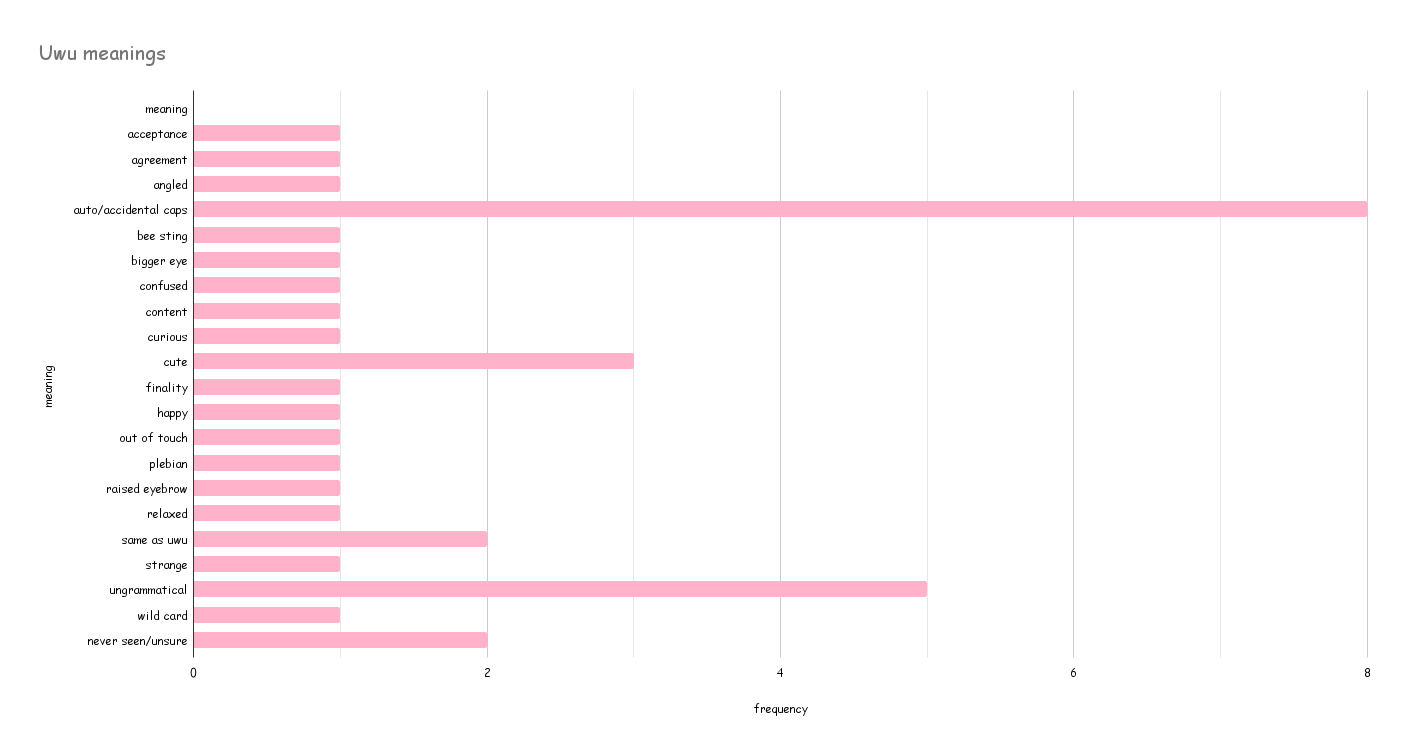 Uwu meanings
meaning
acceptance
agreement
angled
auto/accidental caps
bee sting
bigger eye
confused
content
curious
cute
finality
happy
out of touch
plebian
raised eyebrow
relaxed
same as uwu
strange
ungrammatical
wild card
never seen/unsure
meaning
0 2 4 6 8
frequency